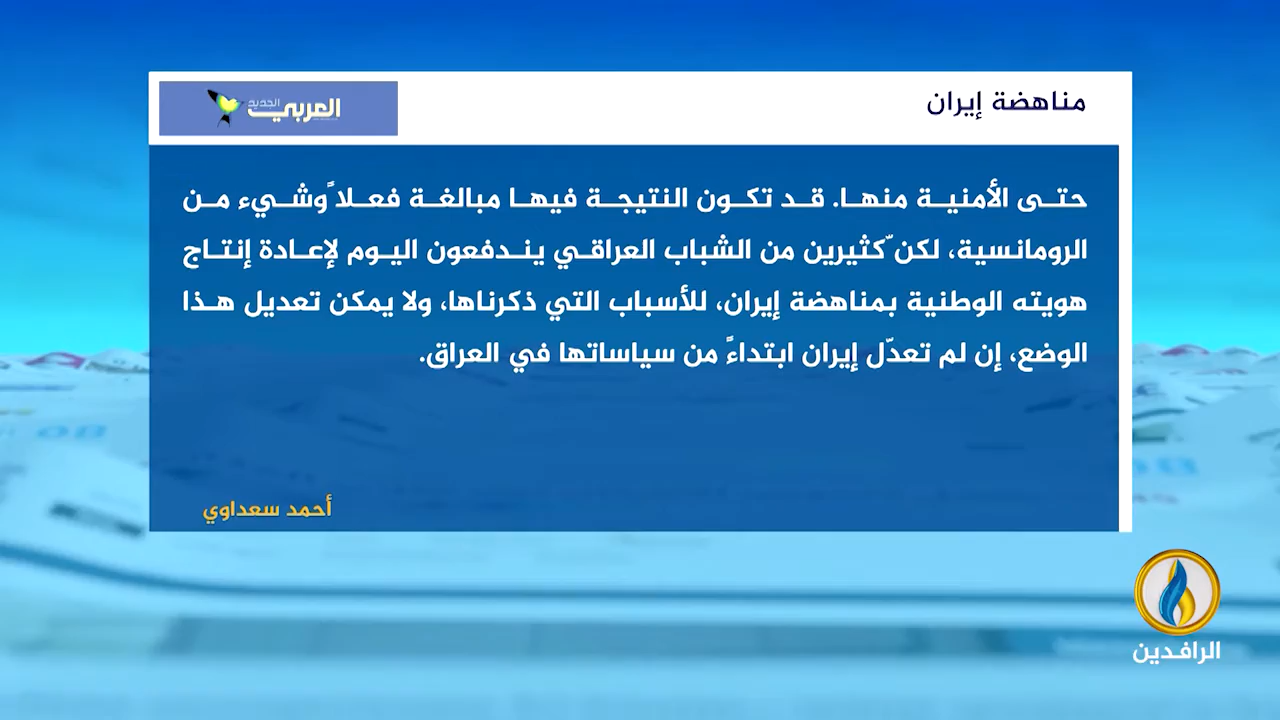 مناهضة إيران
العربي الجديد
حتى الأمنية منها. قد تكون النتيجة فيها مبالغة فعلاً وشيء من
الرومانسية، لكنّ كثيرين من الشباب العراقي يندفعون اليوم لإعادة إنتاج
هويته الوطنية بمناهضة إيران، للأسباب التي ذكرناها، ولا يمكن تعديل هذا
الوضع، إن لم تعدّل إيران ابتداءً من سياساتها في العراق.
أحمد سعداوي
الرافدين